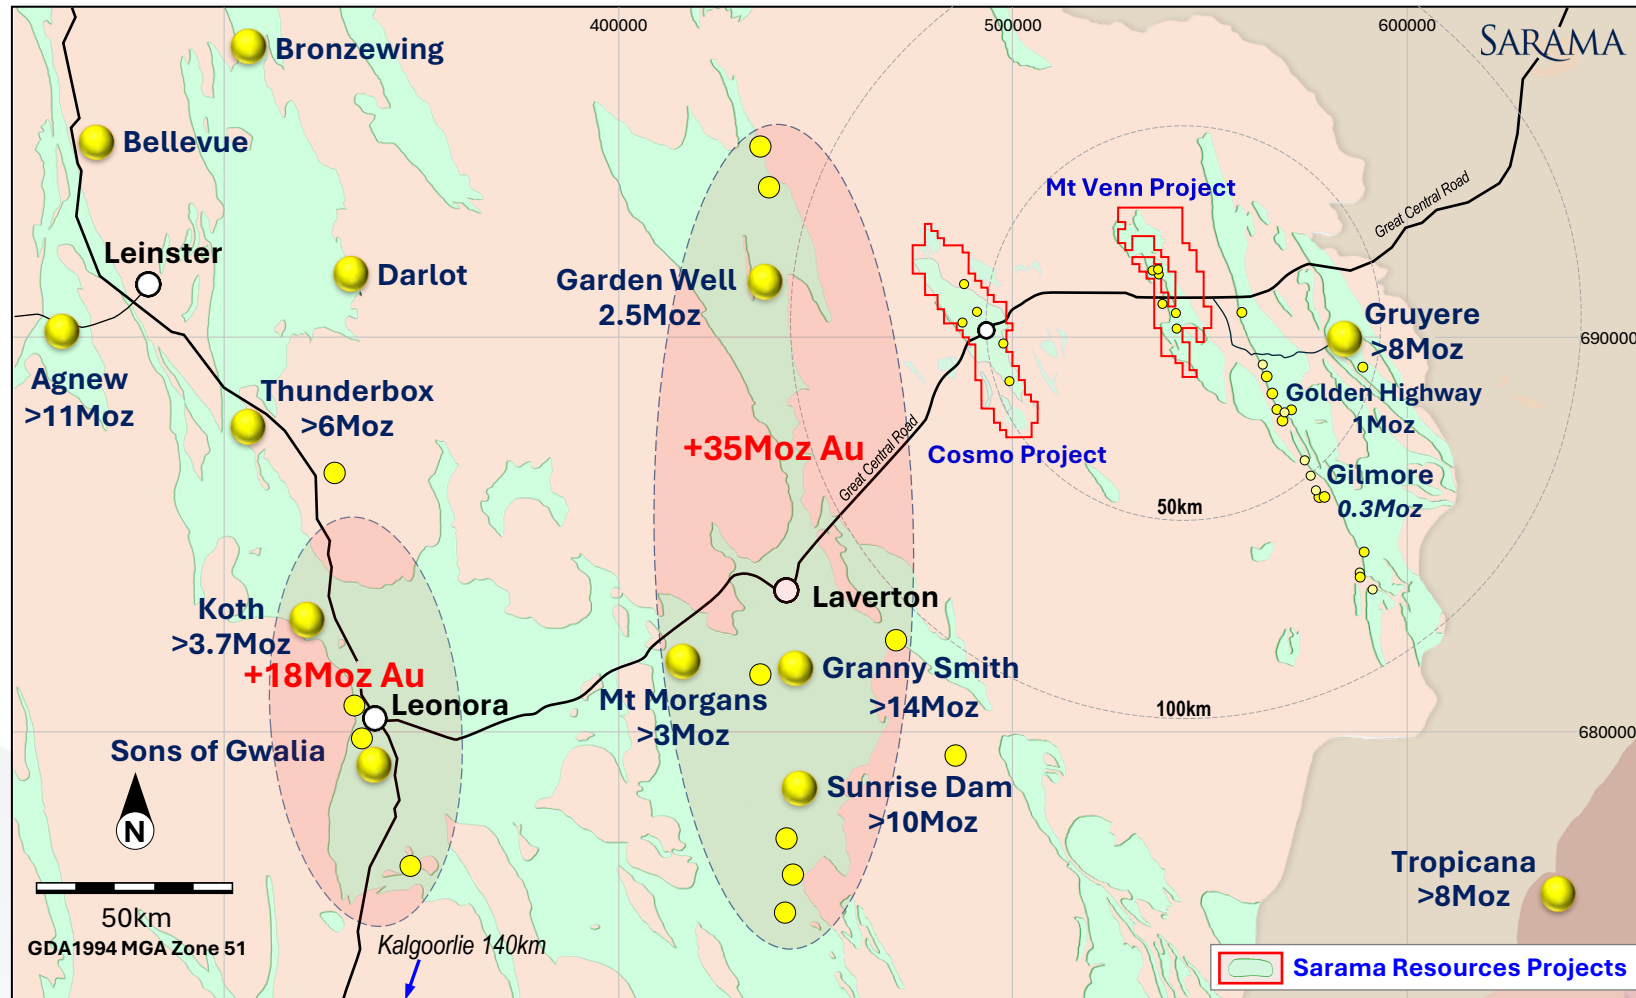 400000
500000
600000
SARAMA
Bronzewing
Bellevue
Mt Venn Project
Great Central Road
Leinster
Darlot
Garden Well
2.5Moz
Gruyere
>8Moz
690000
Agnew
>11Moz
Thunderbox
>6Moz
Golden Highway
1Moz
+35Moz Au
Great Central Road
Cosmo Project
Gilmore
0.3Moz
50km
Koth
>3.7Moz
Laverton
+18Moz Au
Leonora
Mt Morgans
>3Moz
Granny Smith
>14Moz
100km
680000
Sons of Gwalia
Sunrise Dam
>10Moz
N
Tropicana
>8Moz
50km
GDA1994 MGA Zone 51
Kalgoorlie 140km
Sarama Resources Projects